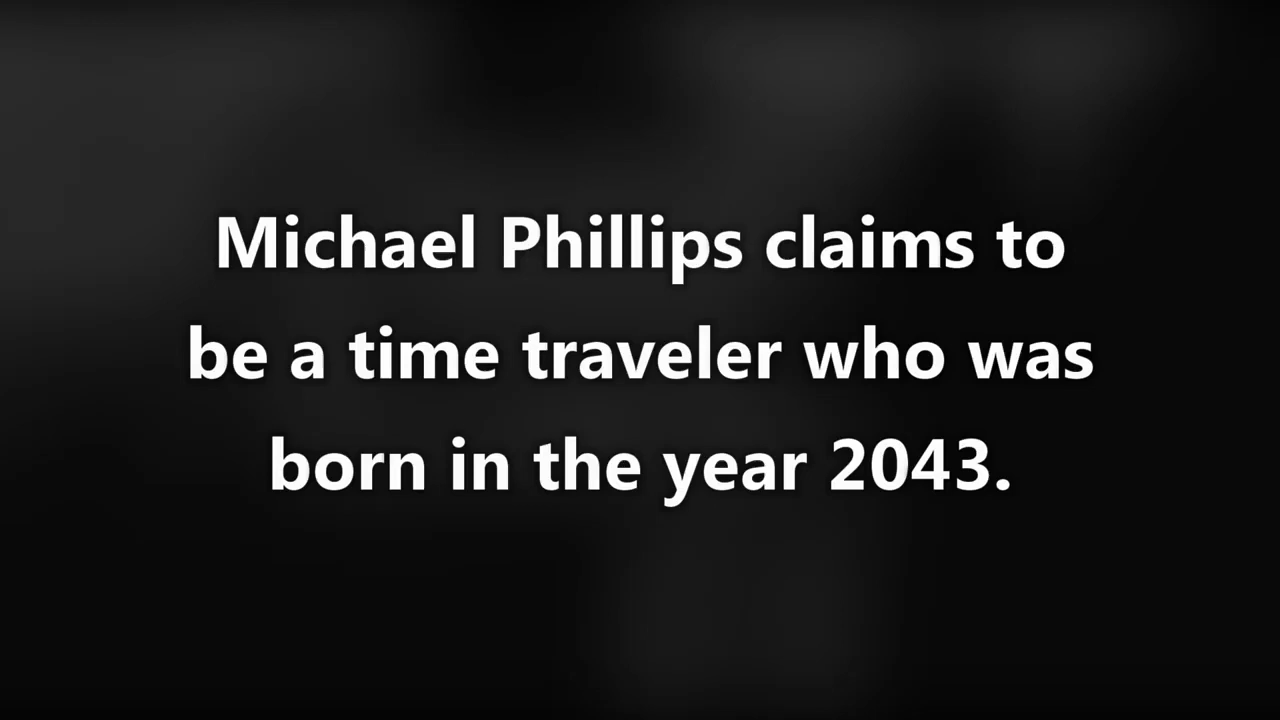 Michael Phillips claims to
be a time traveler who was
born in the year 2043.